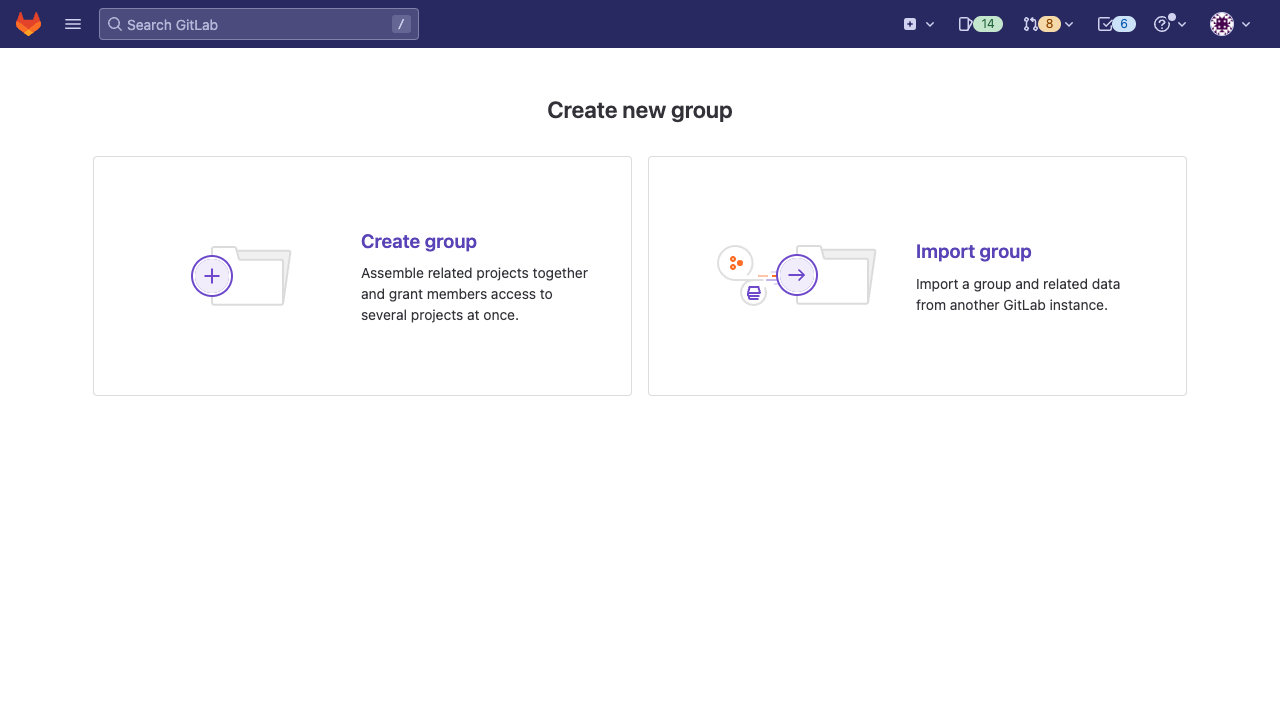 Search GitLab
/
14
8
6
Create new group
Create group
Assemble related projects together
and grant members access to
several projects at once.
Import group
Import a group and related data
from another GitLab instance.